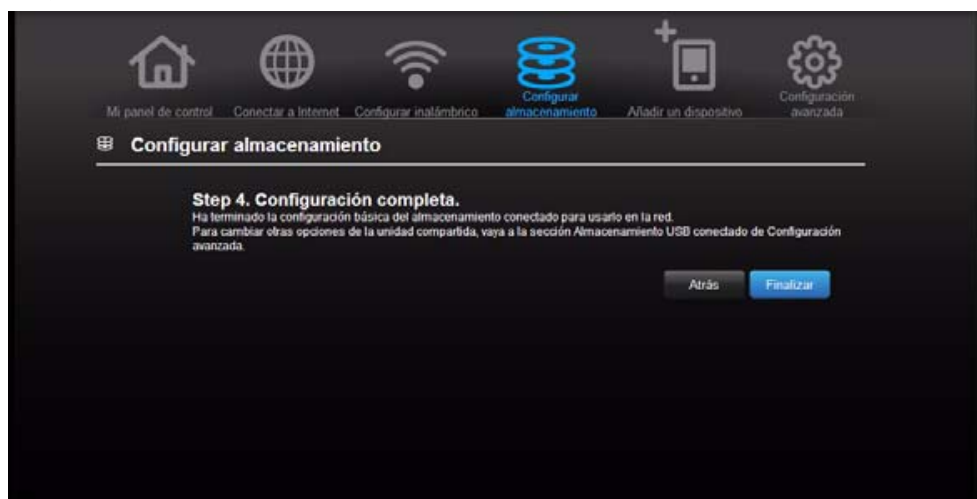 Mi panel de control
Conectar a Internet
Configurar inalámbrico
Configurar
almacenamiento
Añadir un dispositivo
Configuración
avanzada
Configurar almacenamiento
Step 4. Configuración completa.
Ha terminado la configuración básica del almacenamiento conectado para usarlo en la red.
Para cambiar otras opciones de la unidad compartida, vaya a la sección Almacenamiento USB conectado de Configuración
avanzada.
Atrás
Finalizar